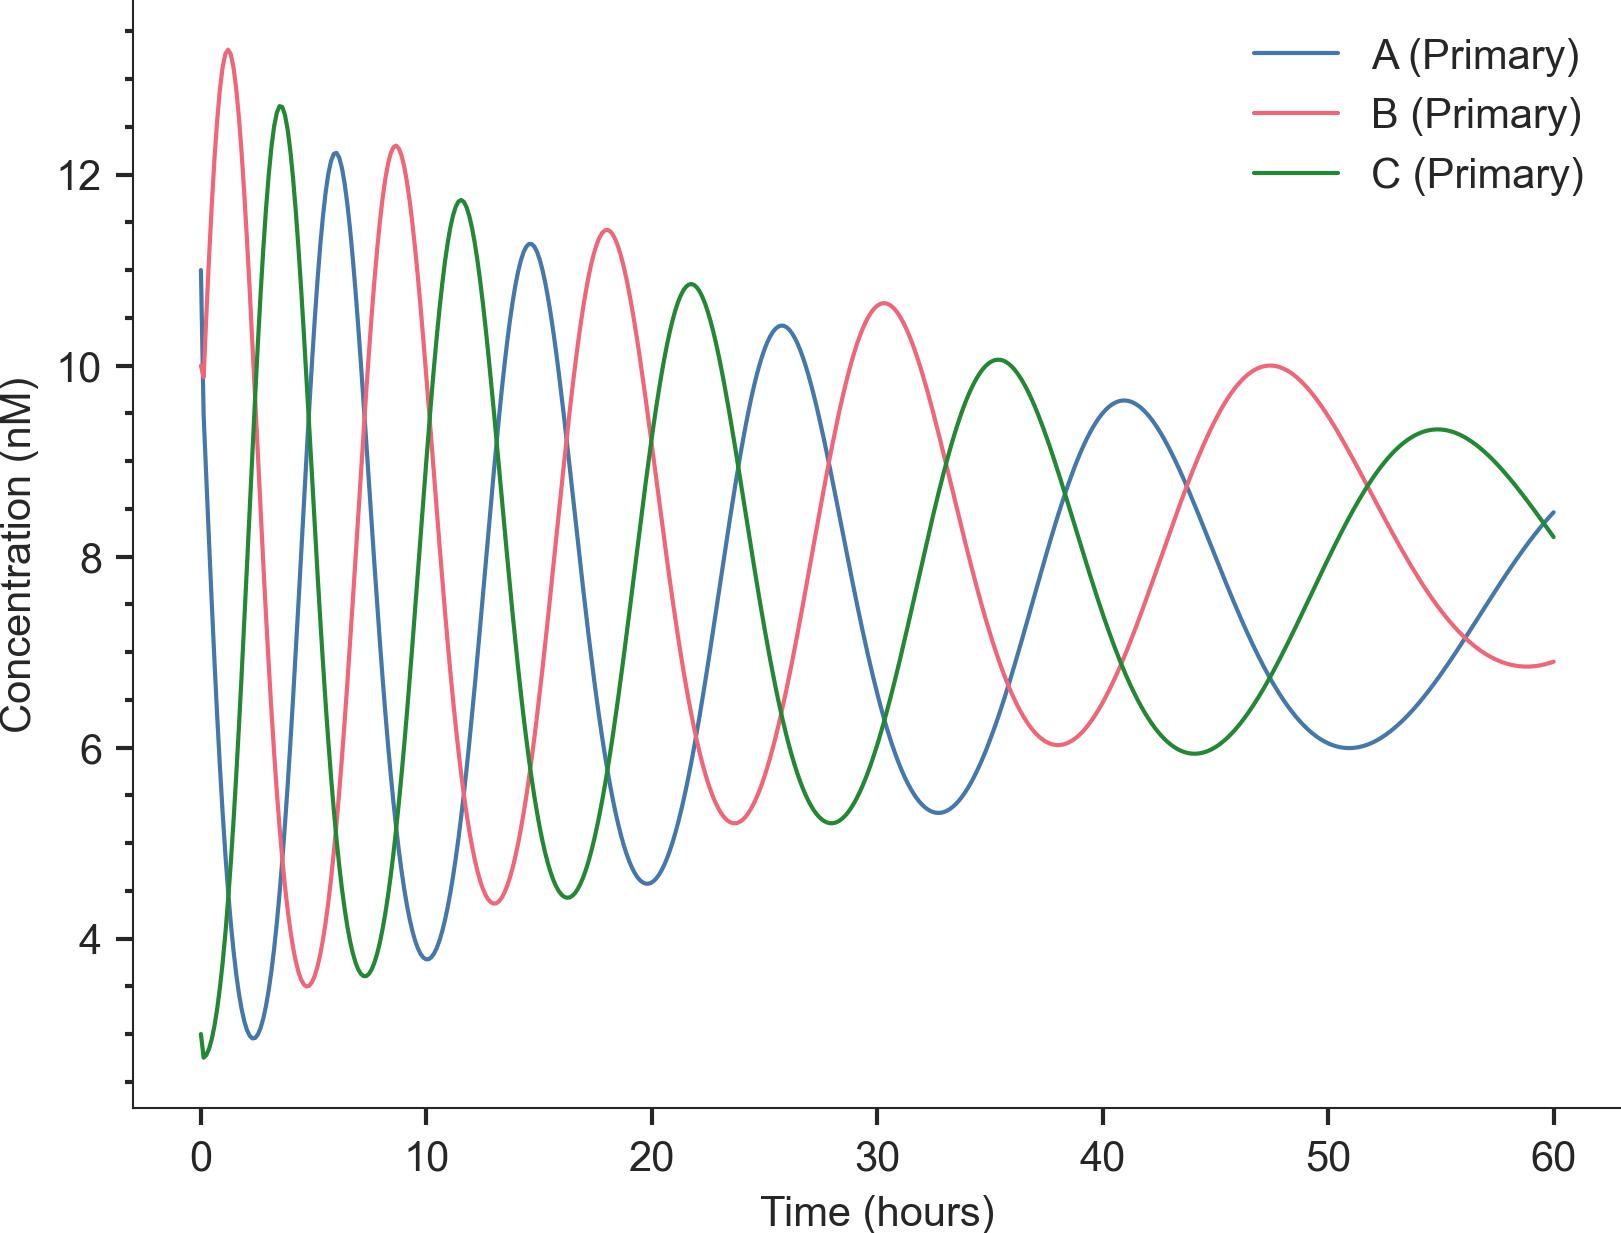 A (Primary)
B (Primary)
C (Primary)
Concentration (nM)
12
10
8
6
4
0 10 20 30 40 50 60
Time (hours)